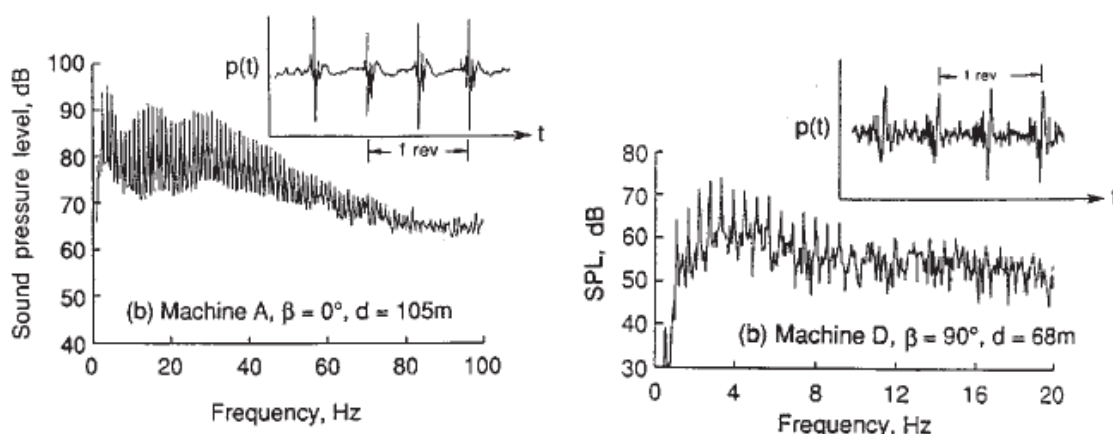 Sound pressure level, dB
100
90
80
70
60
50
40
0
20
40
60
80
100
Frequency, Hz
p(t)
t
1 rev
(b) Machine A, β = 0°, d = 105m
SPL, dB
80
70
60
50
40
30
0
4
8
12
16
20
Frequency, Hz
p(t)
1 rev
(b) Machine D, β = 90°, d = 68m